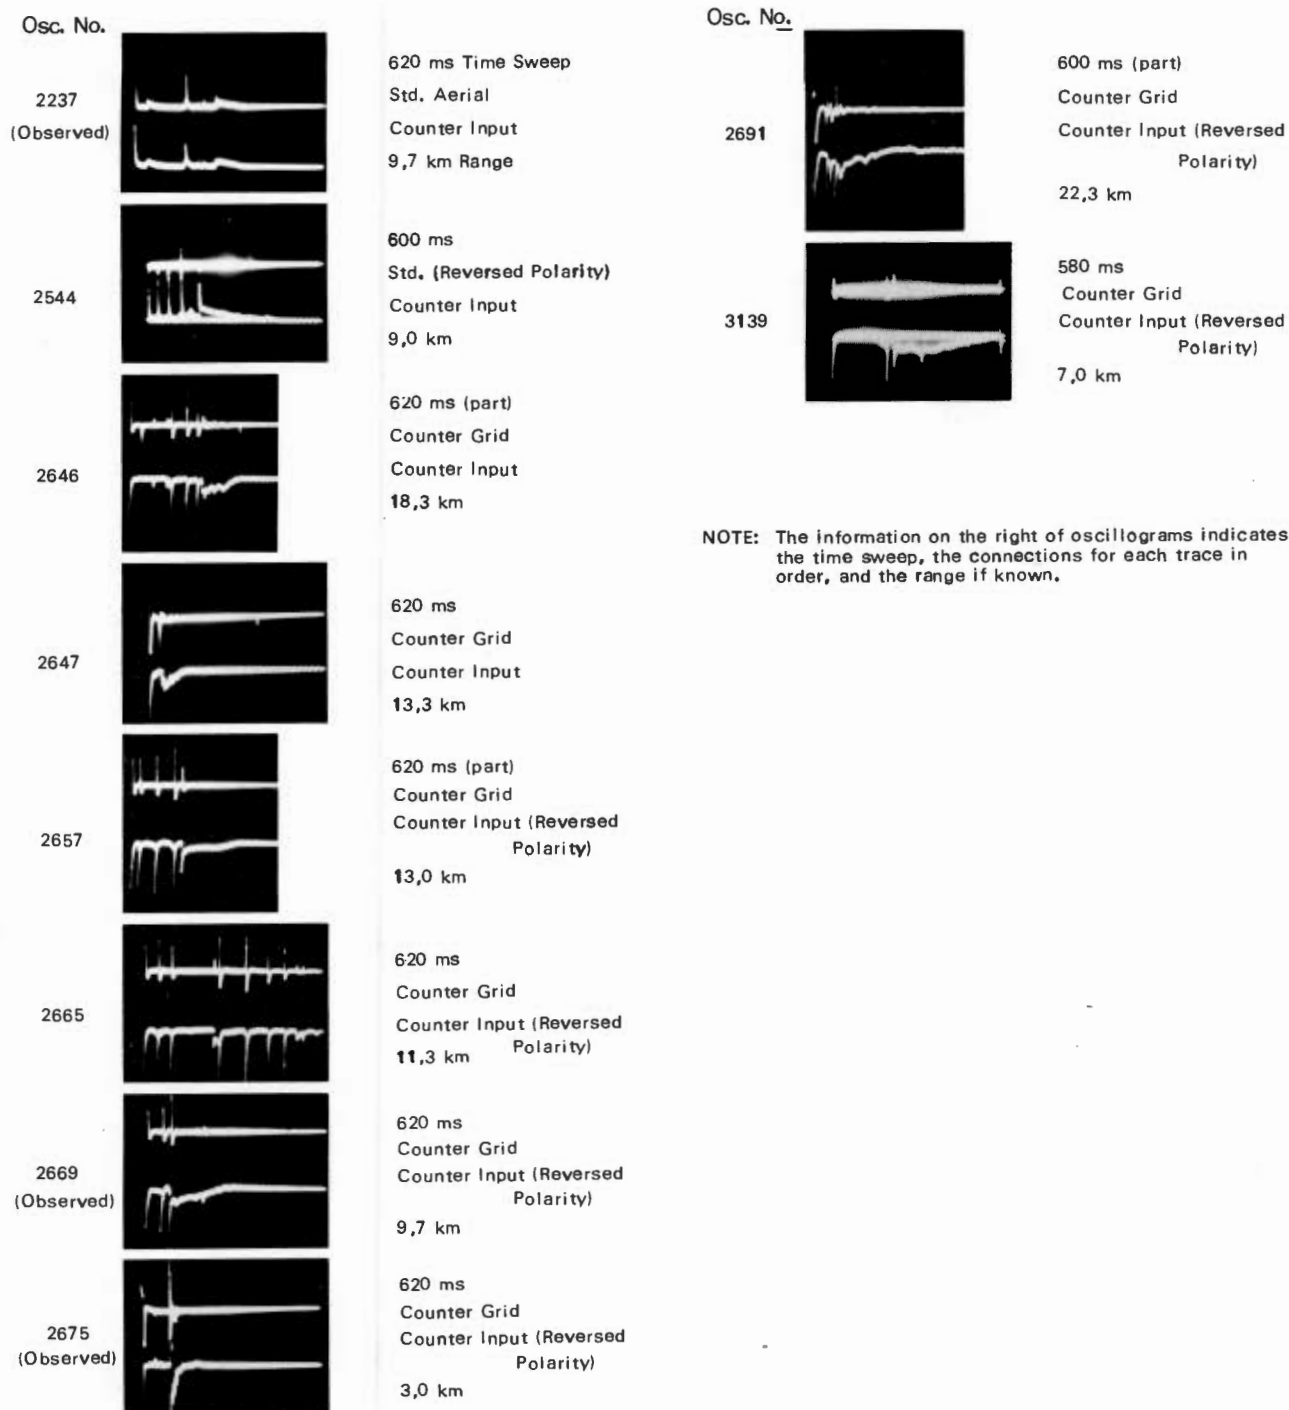 Osc. No.
2237
(Observed)
620 ms Time Sweep
Std. Aerial
Counter Input
9,7 km Range
2544
600 ms
Std. (Reversed Polarity)
Counter Input
9,0 km
2646
620 ms (part)
Counter Grid
Counter Input
18,3 km
2647
620 ms
Counter Grid
Counter Input
13,3 km
2657
620 ms (part)
Counter Grid
Counter Input (Reversed
Polarity)
13,0 km
2665
620 ms
Counter Grid
Counter Input (Reversed
Polarity)
11,3 km
2669
(Observed)
620 ms
Counter Grid
Counter Input (Reversed
Polarity)
9,7 km
2675
(Observed)
620 ms
Counter Grid
Counter Input (Reversed
Polarity)
3,0 km
Osc. No.
2691
600 ms (part)
Counter Grid
Counter Input (Reversed
Polarity)
22,3 km
3139
580 ms
Counter Grid
Counter Input (Reversed
Polarity)
7,0 km
NOTE: The information on the right of oscillograms indicates
the time sweep, the connections for each trace in
order, and the range if known.